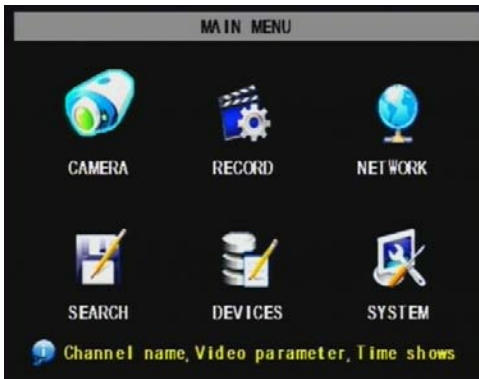 MAIN MENU
CAMERA RECORD NETWORK
SEARCH DEVICES SYSTEM
Channel name, Video parameter, Time shows